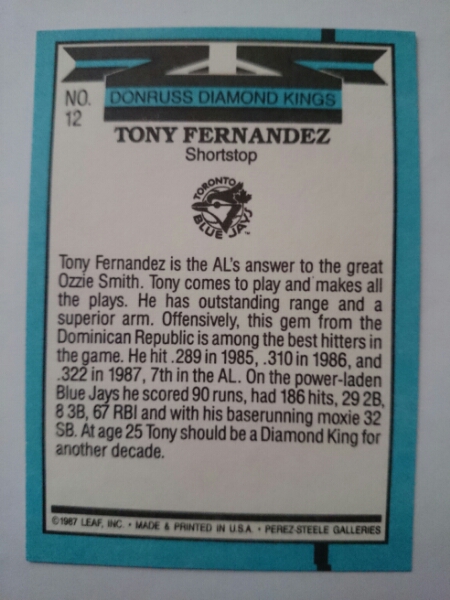 NO.
12
DONRUSS DIAMOND KINGS
TONY FERNANDEZ
Shortstop
TORONTO
BLUE JAYS
TM
Tony Fernandez is the AL's answer to the great
Ozzie Smith. Tony comes to play and makes all
the plays. He has outstanding range and a
superior arm. Offensively, this gem from the
Dominican Republic is among the best hitters in
the game. He hit .289 in 1985, .310 in 1986, and
.322 in 1987, 7th in the AL. On the power-laden
Blue Jays he scored 90 runs, had 186 hits, 29 2B,
8 3B, 67 RBI and with his baserunning moxie 32
SB. At age 25 Tony should be a Diamond King for
another decade.
©1987 LEAF, INC. • MADE & PRINTED IN U.S.A. • PEREZ-STEELE GALLERIES